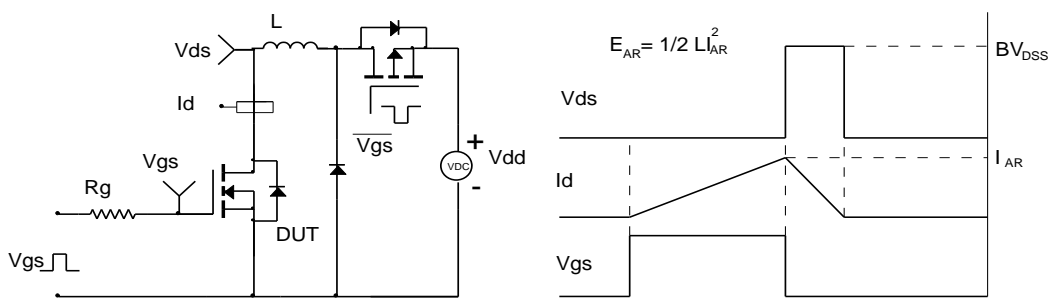 L
Vds
Id
Vgs
Rg
DUT
Vgs
Vgs
VDC
+
-
Vdd
E_AR = 1/2 LI_AR^2
BV_DSS
Vds
I_AR
Id
Vgs